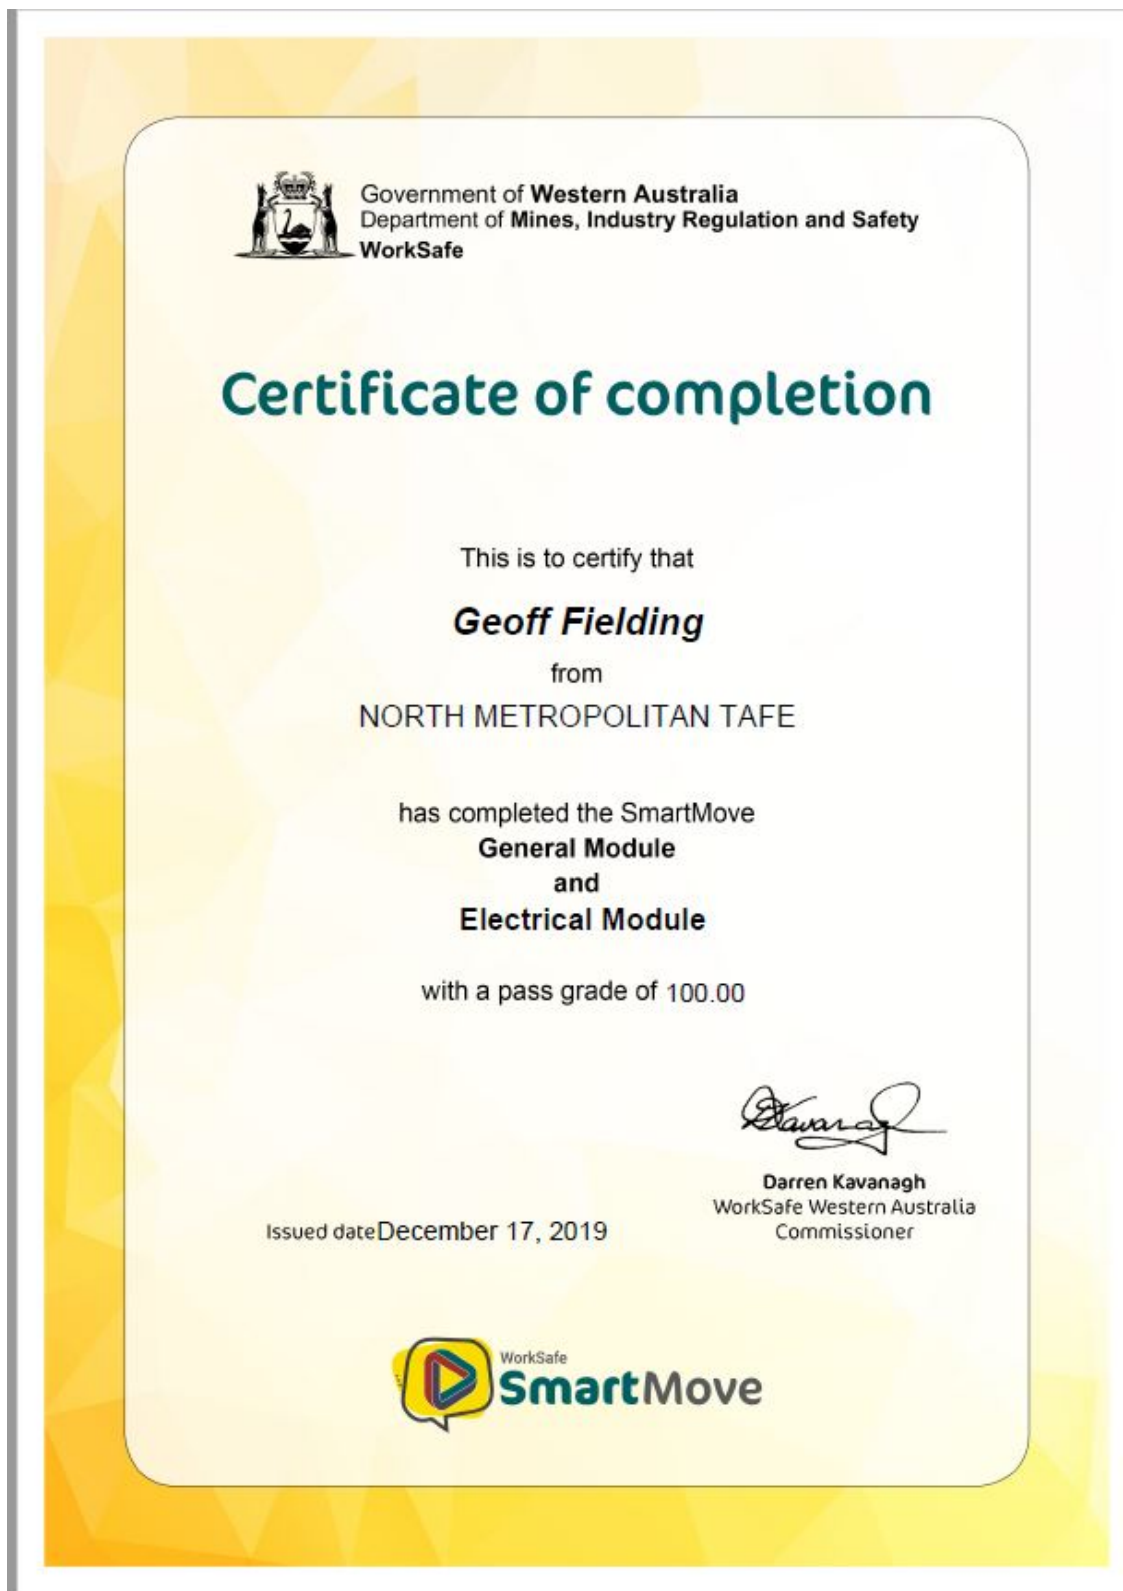 Government of Western Australia
Department of Mines, Industry Regulation and Safety
WorkSafe
Certificate of completion
This is to certify that
Geoff Fielding
from
NORTH METROPOLITAN TAFE
has completed the SmartMove
General Module
and
Electrical Module
with a pass grade of 100.00
Darren Kavanagh
WorkSafe Western Australia
Commissioner
Issued date December 17, 2019
WorkSafe
SmartMove